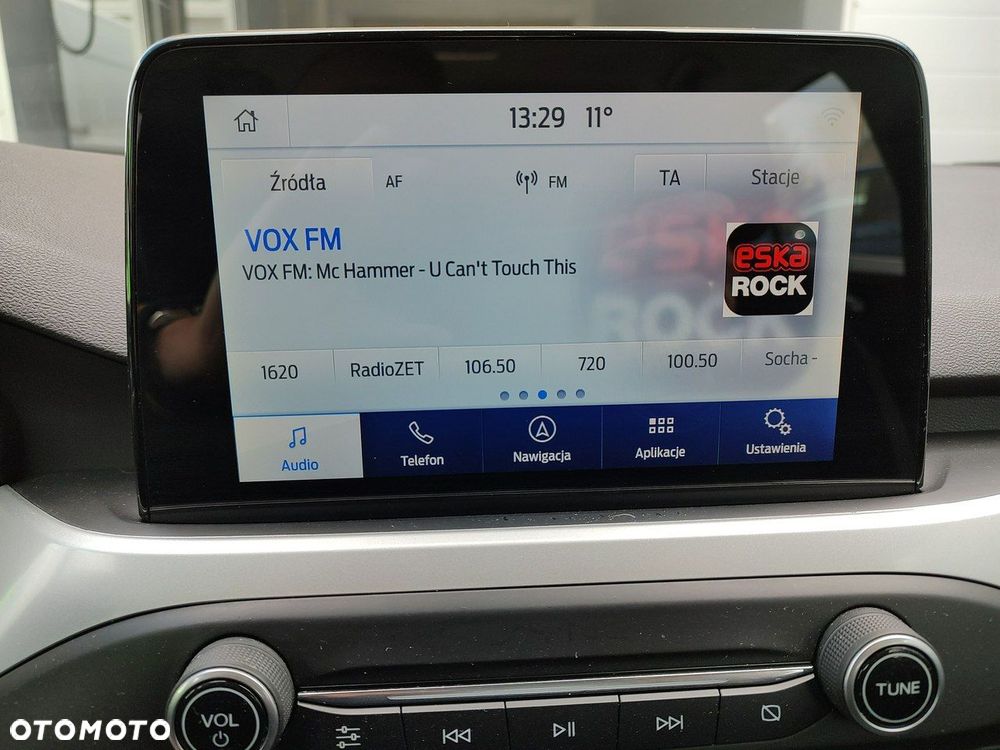 13:29 11°
Źródła AF FM TA Stacje
VOX FM
VOX FM: Mc Hammer - U Can't Touch This
eska
ROCK
1620 RadioZET 106.50 720 100.50 Socha -
Audio Telefon Nawigacja Aplikacje Ustawienia
VOL TUNE
OTOMOTO